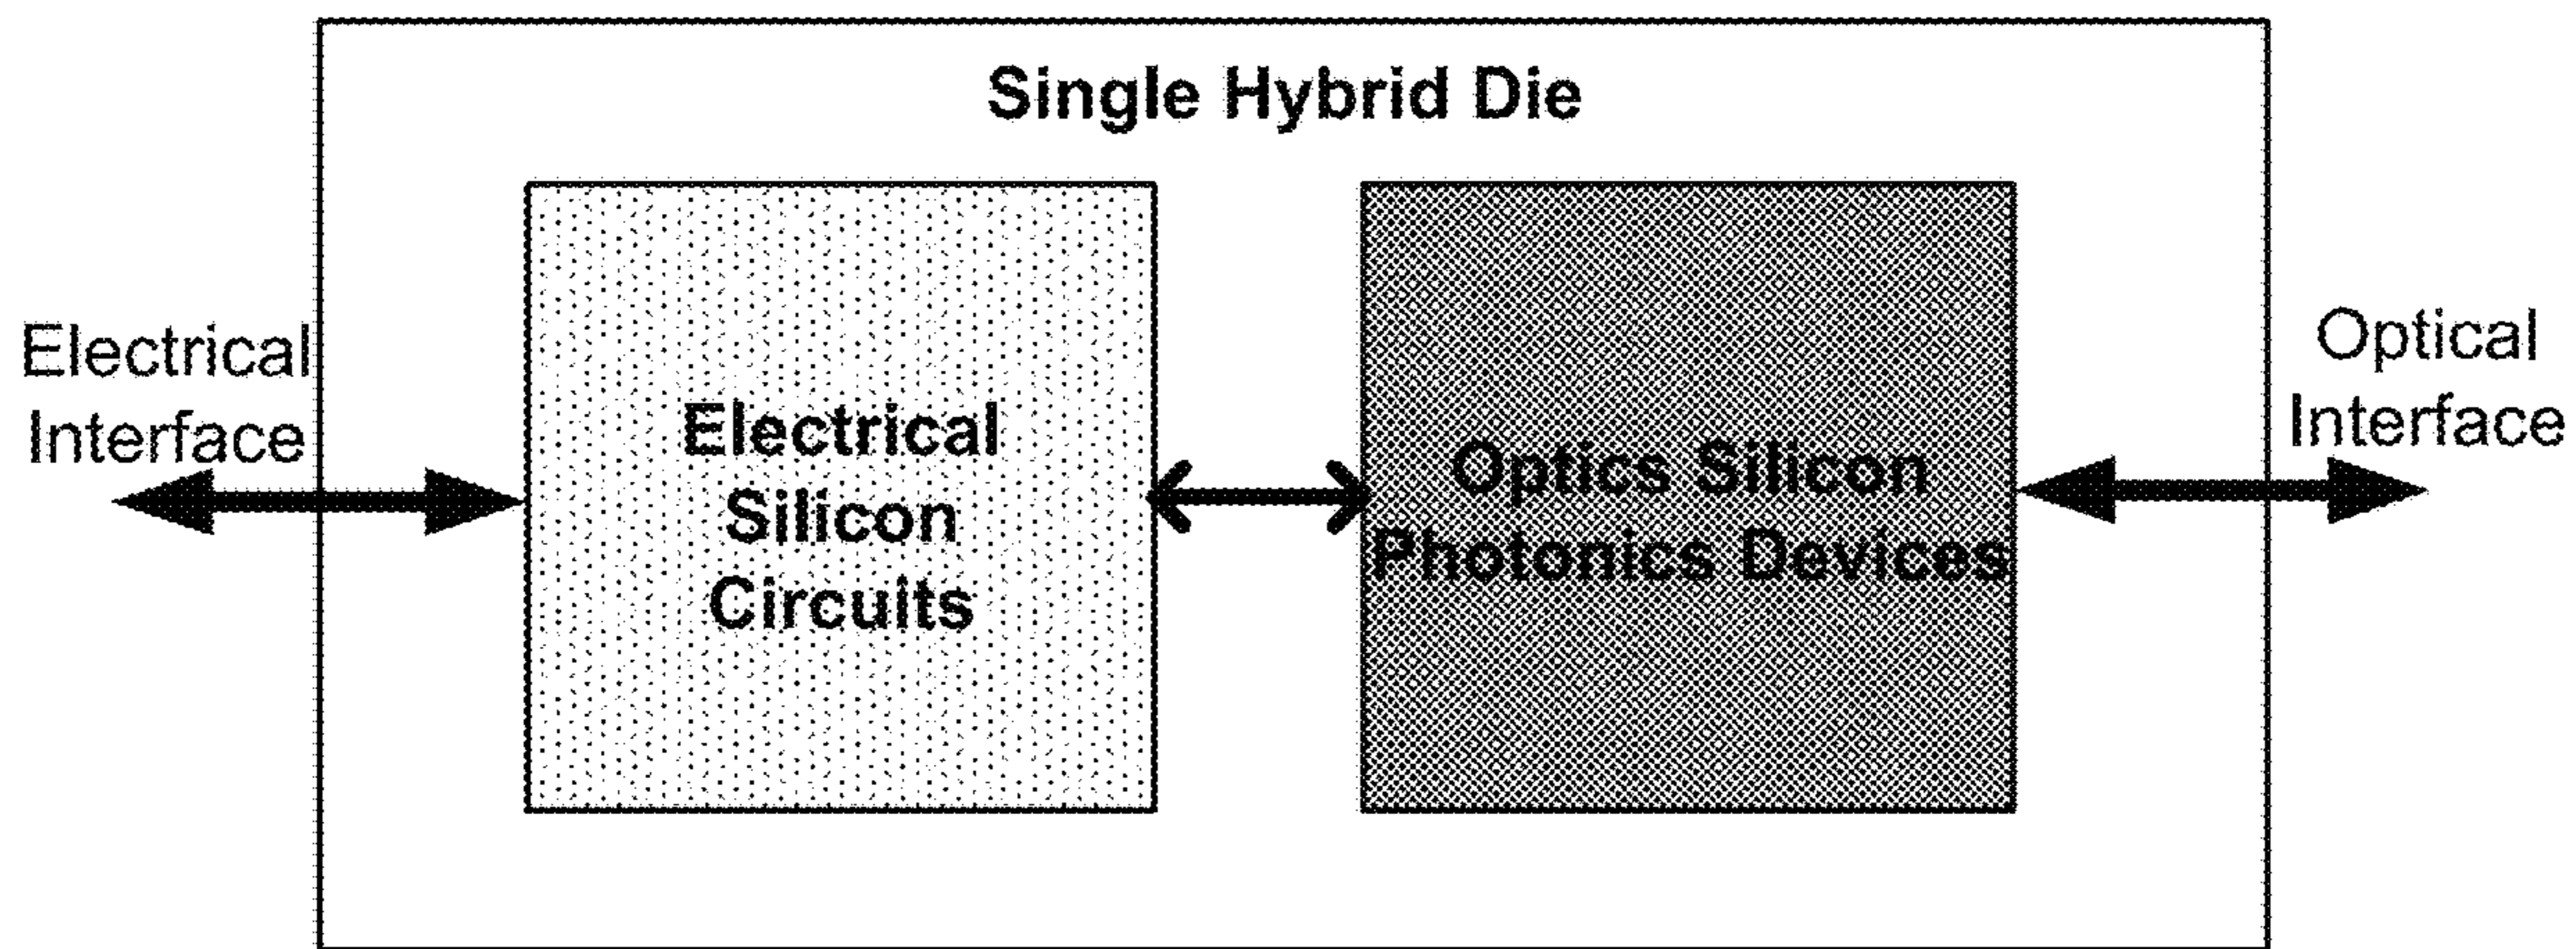 Single Hybrid Die
Electrical
Interface
Electrical
Silicon
Circuits
Optics Silicon
Photonics Devices
Optical
Interface